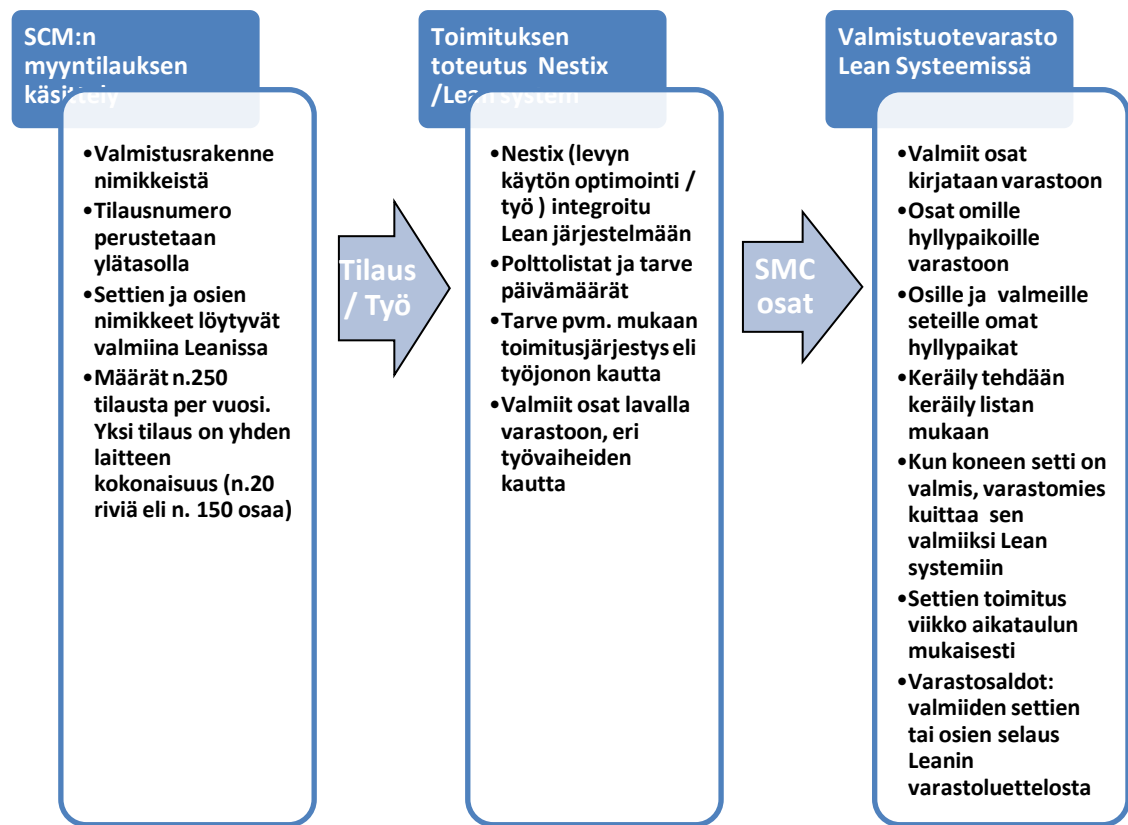 SCM:n
myyntilauksen
käsittely
•Valmistusrakenne
nimikkeistä
•Tilausnumero
perustetaan
ylätasolla
•Settien ja osien
nimikkeet löytyvät
valmiina Leanissa
•Määrät n.250
tilausta per vuosi.
Yksi tilaus on yhden
laitteen
kokonaisuus (n.20
riviä eli n. 150 osaa)
Tilaus
/ Työ
Toimituksen
toteutus Nestix
/Lean system
•Nestix (levyn
käytön optimointi /
työ ) integroitu
Lean järjestelmään
•Polttolistat ja tarve
päivämäärät
•Tarve pvm. mukaan
toimitusjärjestys eli
työjonon kautta
•Valmiit osat lavalla
varastoon, eri
työvaiheiden
kautta
SMC
osat
Valmistuotevarasto
Lean Systeemissä
•Valmiit osat
kirjataan varastoon
•Osat omille
hyllypaikoille
varastoon
•Osille ja valmeille
seteille omat
hyllypaikat
•Keräily tehdään
keräily listan
mukaan
•Kun koneen setti on
valmis, varastomies
kuittaa sen
valmiiksi Lean
systemiin
•Settien toimitus
viikko aikataulun
mukaisesti
•Varastosaldot:
valmiiden settien
tai osien selaus
Leanin
varastoluettelosta